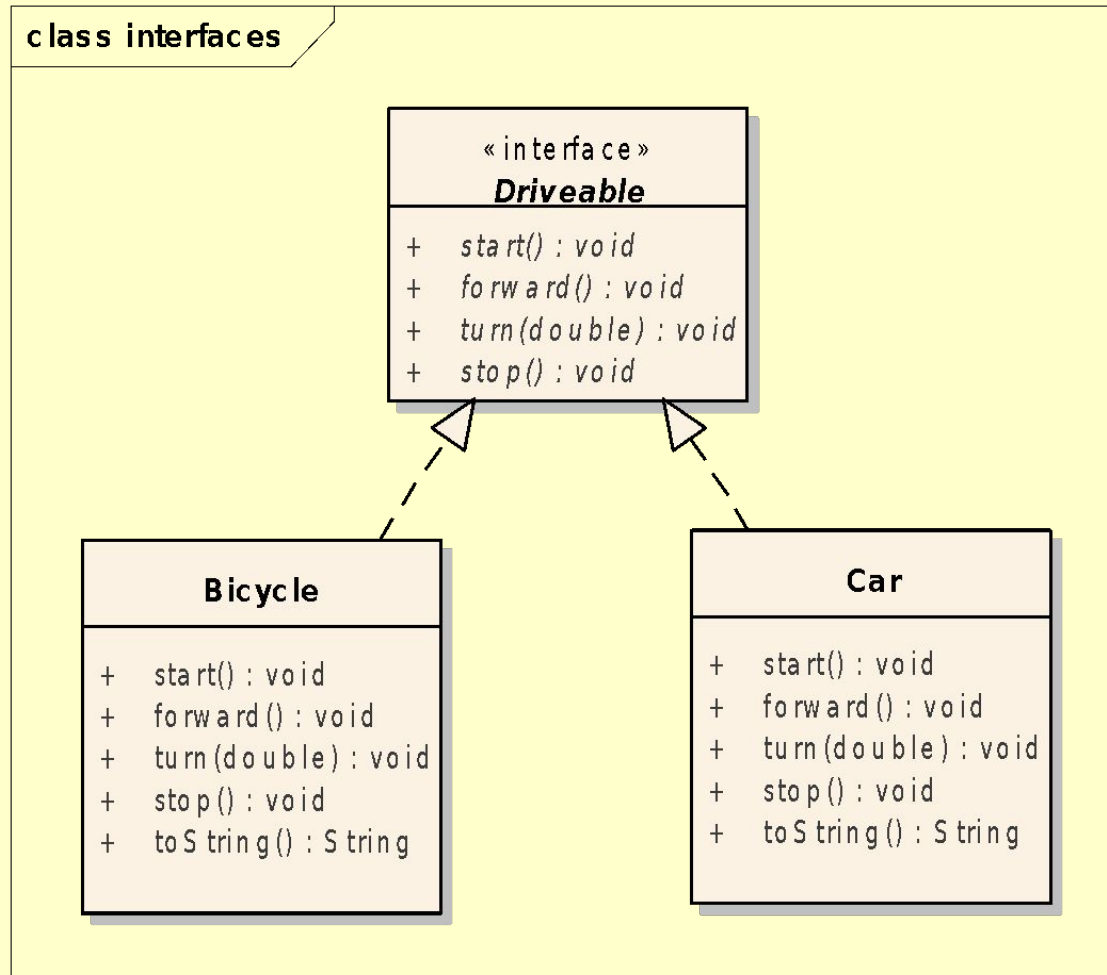 class interfaces
«interface»
Driveable
+ start() : void
+ forward() : void
+ turn(double) : void
+ stop() : void
Bicycle
+ start() : void
+ forward() : void
+ turn(double) : void
+ stop() : void
+ toString() : String
Car
+ start() : void
+ forward() : void
+ turn(double) : void
+ stop() : void
+ toString() : String